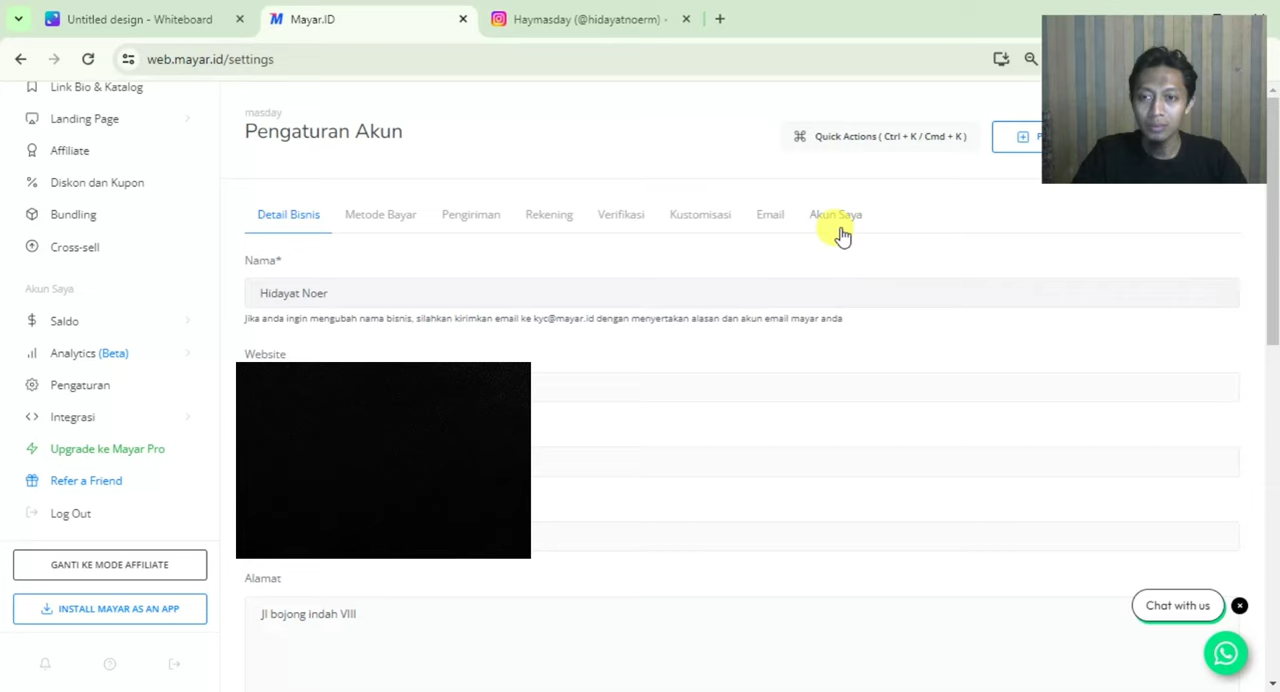 Untitled design - Whiteboard
Mayar.ID
Haymasday (@hidayatnoerm) •
web.mayar.id/settings
Link Bio & Katalog
Landing Page
Affiliate
Diskon dan Kupon
Bundling
Cross-sell
Akun Saya
Saldo
Analytics (Beta)
Pengaturan
Integrasi
Upgrade ke Mayar Pro
Refer a Friend
Log Out
GANTI KE MODE AFFILIATE
INSTALL MAYAR AS AN APP
masday
Pengaturan Akun
Quick Actions ( Ctrl + K / Cmd + K )
Detail Bisnis Metode Bayar Pengiriman Rekening Verifikasi Kustomisasi Email Akun Saya
Nama*
Hidayat Noer
Jika anda ingin mengubah nama bisnis, silahkan kirimkan email ke kyc@mayar.id dengan menyertakan alasan dan akun email mayar anda
Website
Alamat
Jl bojong indah VIII
Chat with us